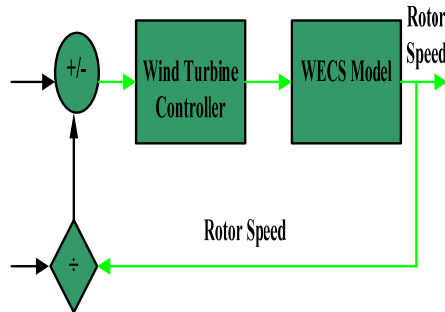 Rotor
Speed
+/-
Wind Turbine
Controller
WECS Model
Rotor Speed
÷